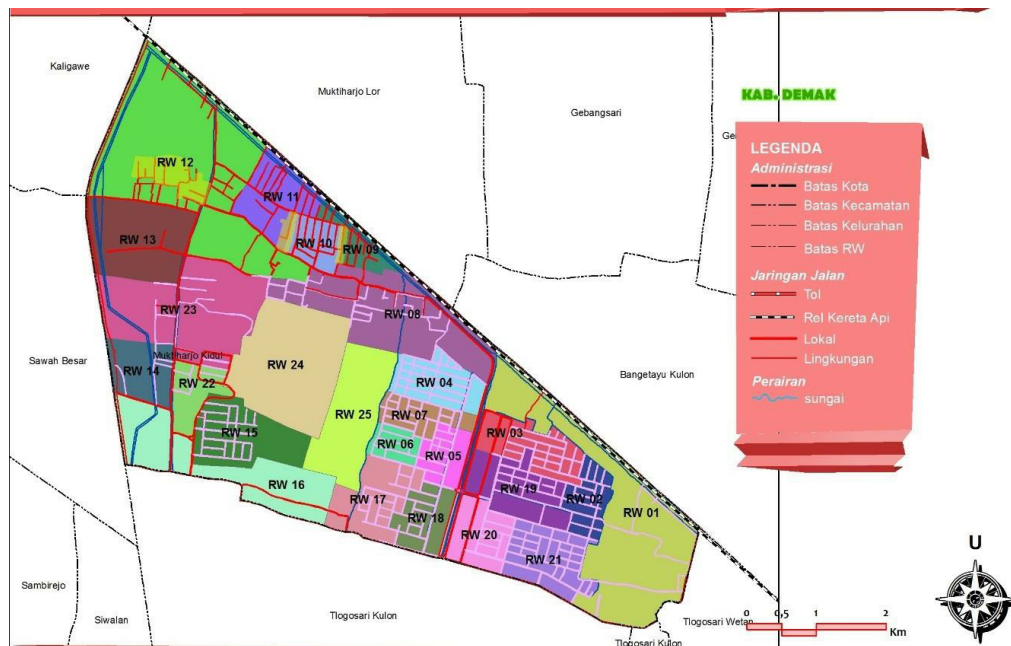 Kaligawe
Muktiharjo Lor
Gebangsari
KAB. DEMAK
LEGENDA
Administrasi
Batas Kota
Batas Kecamatan
Batas Kelurahan
Batas RW
Jaringan Jalan
Tol
Rel Kereta Api
Lokal
Lingkungan
Perairan
sungai
RW 12
RW 11
RW 13
RW 10
RW 09
RW 23
RW 08
Sawah Besar
Muktiharjo Kidul
RW 14
RW 22
RW 24
RW 04
Bangetayu Kulon
RW 25
RW 07
RW 15
RW 06
RW 05
RW 03
RW 16
RW 17
RW 18
RW 19
RW 02
RW 01
RW 20
RW 21
Sambirejo
Siwalan
Tlogosari Kulon
Tlogosari Kulon
Tlogosari Wetan
U
0 0,5 1 2
Km